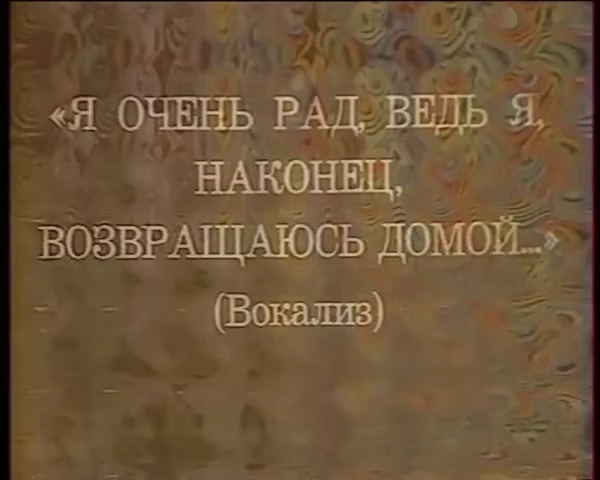 «Я ОЧЕНЬ РАД, ВЕДЬ Я,
НАКОНЕЦ,
ВОЗВРАЩАЮСЬ ДОМОЙ...»
(Вокализ)